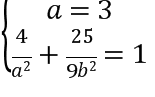 a = 3
4/a² + 25/9b² = 1